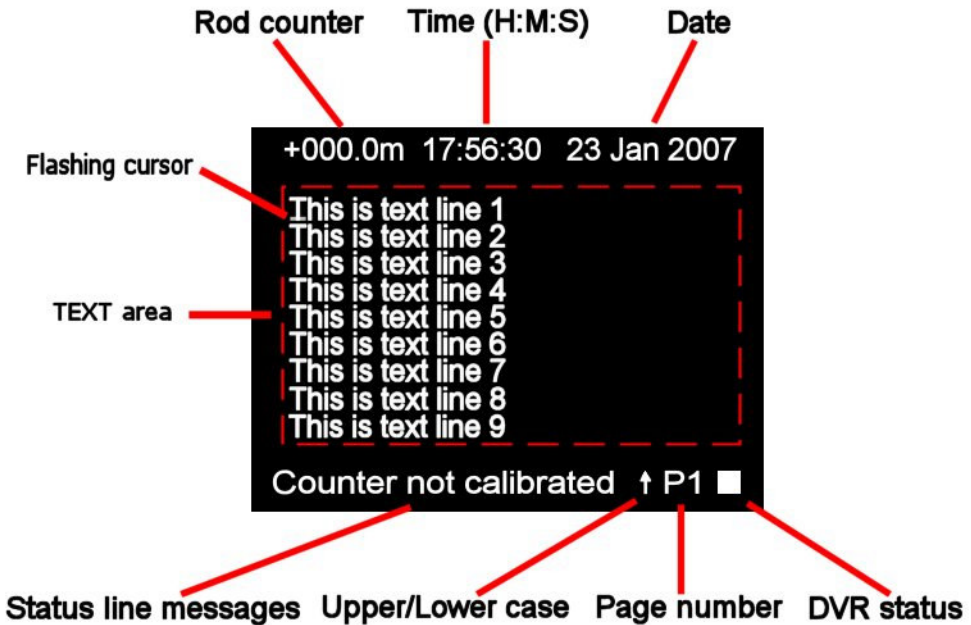 Rod counter Time (H:M:S) Date
+000.0m 17:56:30 23 Jan 2007
Flashing cursor
This is text line 1
This is text line 2
This is text line 3
This is text line 4
TEXT area
This is text line 5
This is text line 6
This is text line 7
This is text line 8
This is text line 9
Counter not calibrated ↑ P1
Status line messages Upper/Lower case Page number DVR status